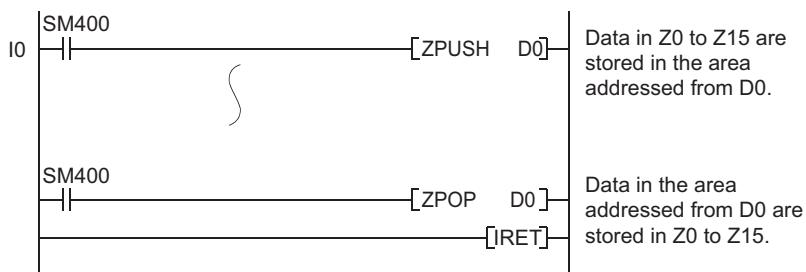 SM400
I0
ZPUSH D0
Data in Z0 to Z15 are
stored in the area
addressed from D0.
SM400
ZPOP D0
Data in the area
addressed from D0 are
stored in Z0 to Z15.
IRET